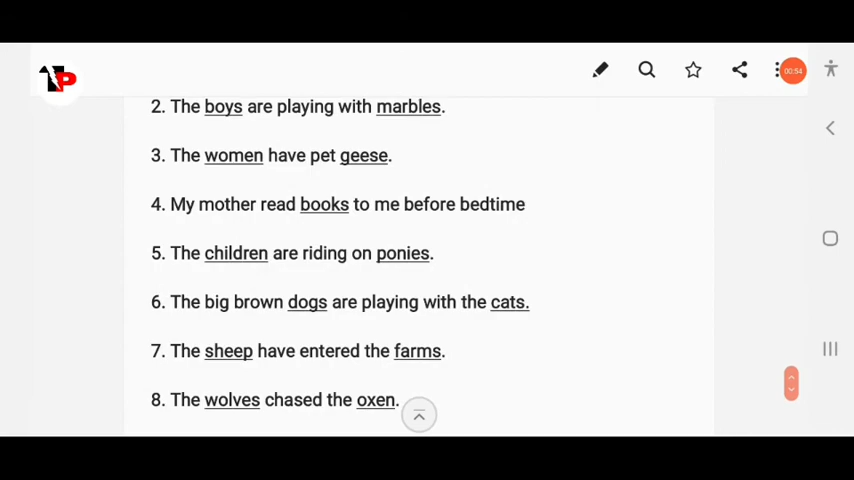 P
00:54
2. The boys are playing with marbles.
3. The women have pet geese.
4. My mother read books to me before bedtime
5. The children are riding on ponies.
6. The big brown dogs are playing with the cats.
7. The sheep have entered the farms.
8. The wolves chased the oxen.